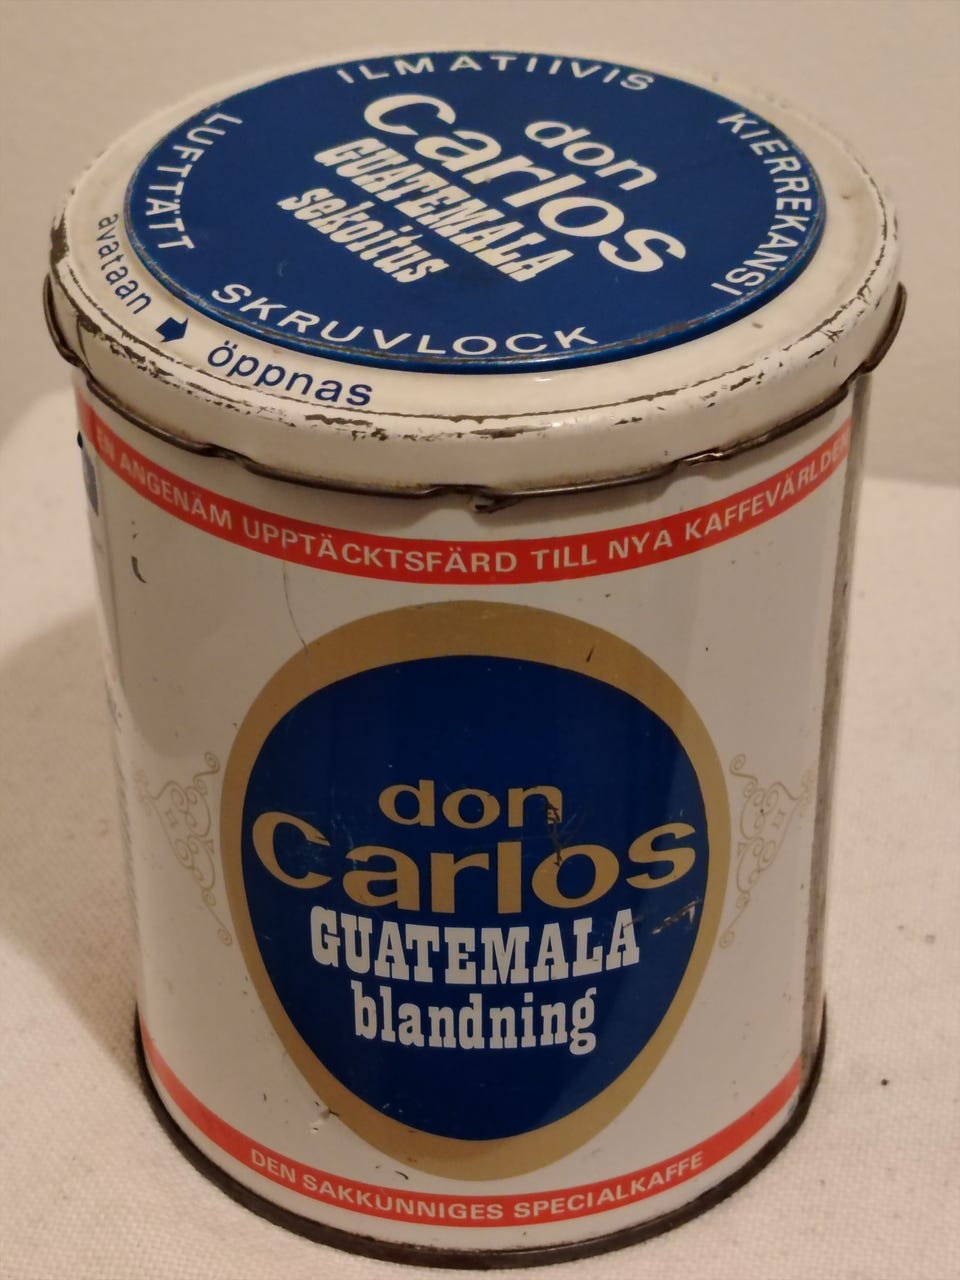 ILMATIIVIS
KIERREKANSI
LUFTTÄTT
SKRUVLOCK
don
Carlos
GUATEMALA
sekoitus
avataan
öppnas
EN ANGENÄM UPPTÄCKTSFÄRD TILL NYA KAFFEVÄRLDEN
don
Carlos
GUATEMALA
blandning
DEN SAKKUNNIGES SPECIALKAFFE